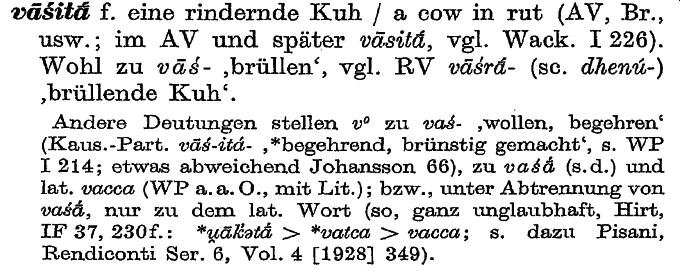 vāśitā́ f. eine rindernde Kuh / a cow in rut (AV, Br.,
usw.; im AV und später vāsitā́, vgl. Wack. I 226).
Wohl zu vāś- ‚brüllen‘, vgl. RV vāśrá- (sc. dhenú-)
‚brüllende Kuh‘.
Andere Deutungen stellen v⁰ zu vaś- ‚wollen, begehren‘
(Kaus.-Part. vāś-itá- ‚*begehrend, brünstig gemacht‘, s. WP
I 214; etwas abweichend Johansson 66), zu vaśā́ (s.d.) und
lat. vacca (WP a.a.O., mit Lit.); bzw., unter Abtrennung von
vaśā́, nur zu dem lat. Wort (so, ganz unglaubhaft, Hirt,
IF 37, 230f.: *u̯ākətā́ > *vatca > vacca; s. dazu Pisani,
Rendiconti Ser. 6, Vol. 4 [1928] 349).